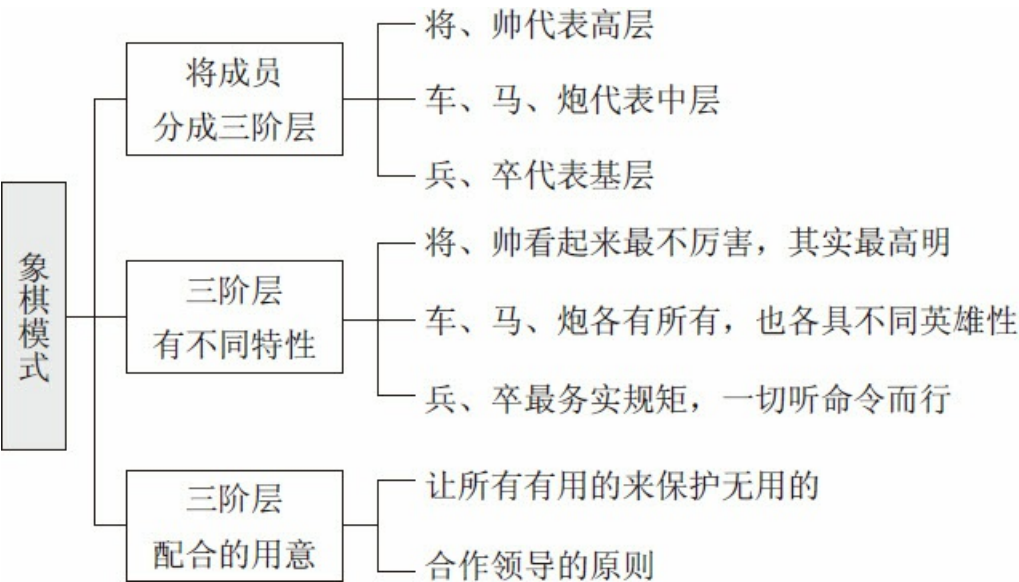 象棋模式
将成员
分成三阶层
将、帅代表高层
车、马、炮代表中层
兵、卒代表基层
三阶层
有不同特性
将、帅看起来最不厉害，其实最高明
车、马、炮各有所有，也各具不同英雄性
兵、卒最务实规矩，一切听命令而行
三阶层
配合的用意
让所有有用的来保护无用的
合作领导的原则